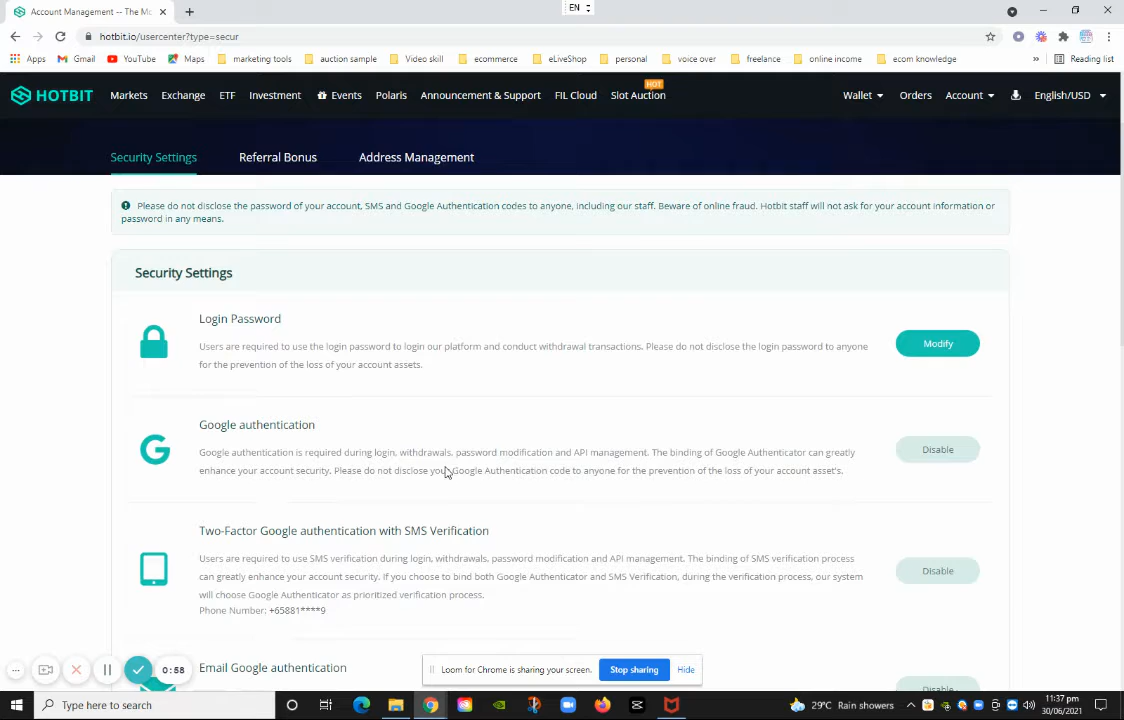 Account Management -- The Mo
EN
hotbit.io/usercenter?type=secur
Apps
Gmail
YouTube
Maps
marketing tools
auction sample
Video skill
ecommerce
eLiveShop
personal
voice over
freelance
online income
ecom knowledge
»
Reading list
HOTBIT
Markets
Exchange
ETF
Investment
Events
Polaris
Announcement & Support
FIL Cloud
HOT
Slot Auction
Wallet
Orders
Account
English/USD
Security Settings
Referral Bonus
Address Management
Please do not disclose the password of your account, SMS and Google Authentication codes to anyone, including our staff. Beware of online fraud. Hotbit staff will not ask for your account information or
password in any means.
Security Settings
Login Password
Users are required to use the login password to login our platform and conduct withdrawal transactions. Please do not disclose the login password to anyone
for the prevention of the loss of your account assets.
Modify
Google authentication
Google authentication is required during login, withdrawals, password modification and API management. The binding of Google Authenticator can greatly
enhance your account security. Please do not disclose your Google Authentication code to anyone for the prevention of the loss of your account asset's.
Disable
Two-Factor Google authentication with SMS Verification
Users are required to use SMS verification during login, withdrawals, password modification and API management. The binding of SMS verification process
can greatly enhance your account security. If you choose to bind both Google Authenticator and SMS Verification, during the verification process, our system
will choose Google Authenticator as prioritized verification process.
Phone Number: +65881****9
Disable
Email Google authentication
Disable
0:58
Loom for Chrome is sharing your screen.
Stop sharing
Hide
Type here to search
29°C Rain showers
11:37 pm
30/06/2021